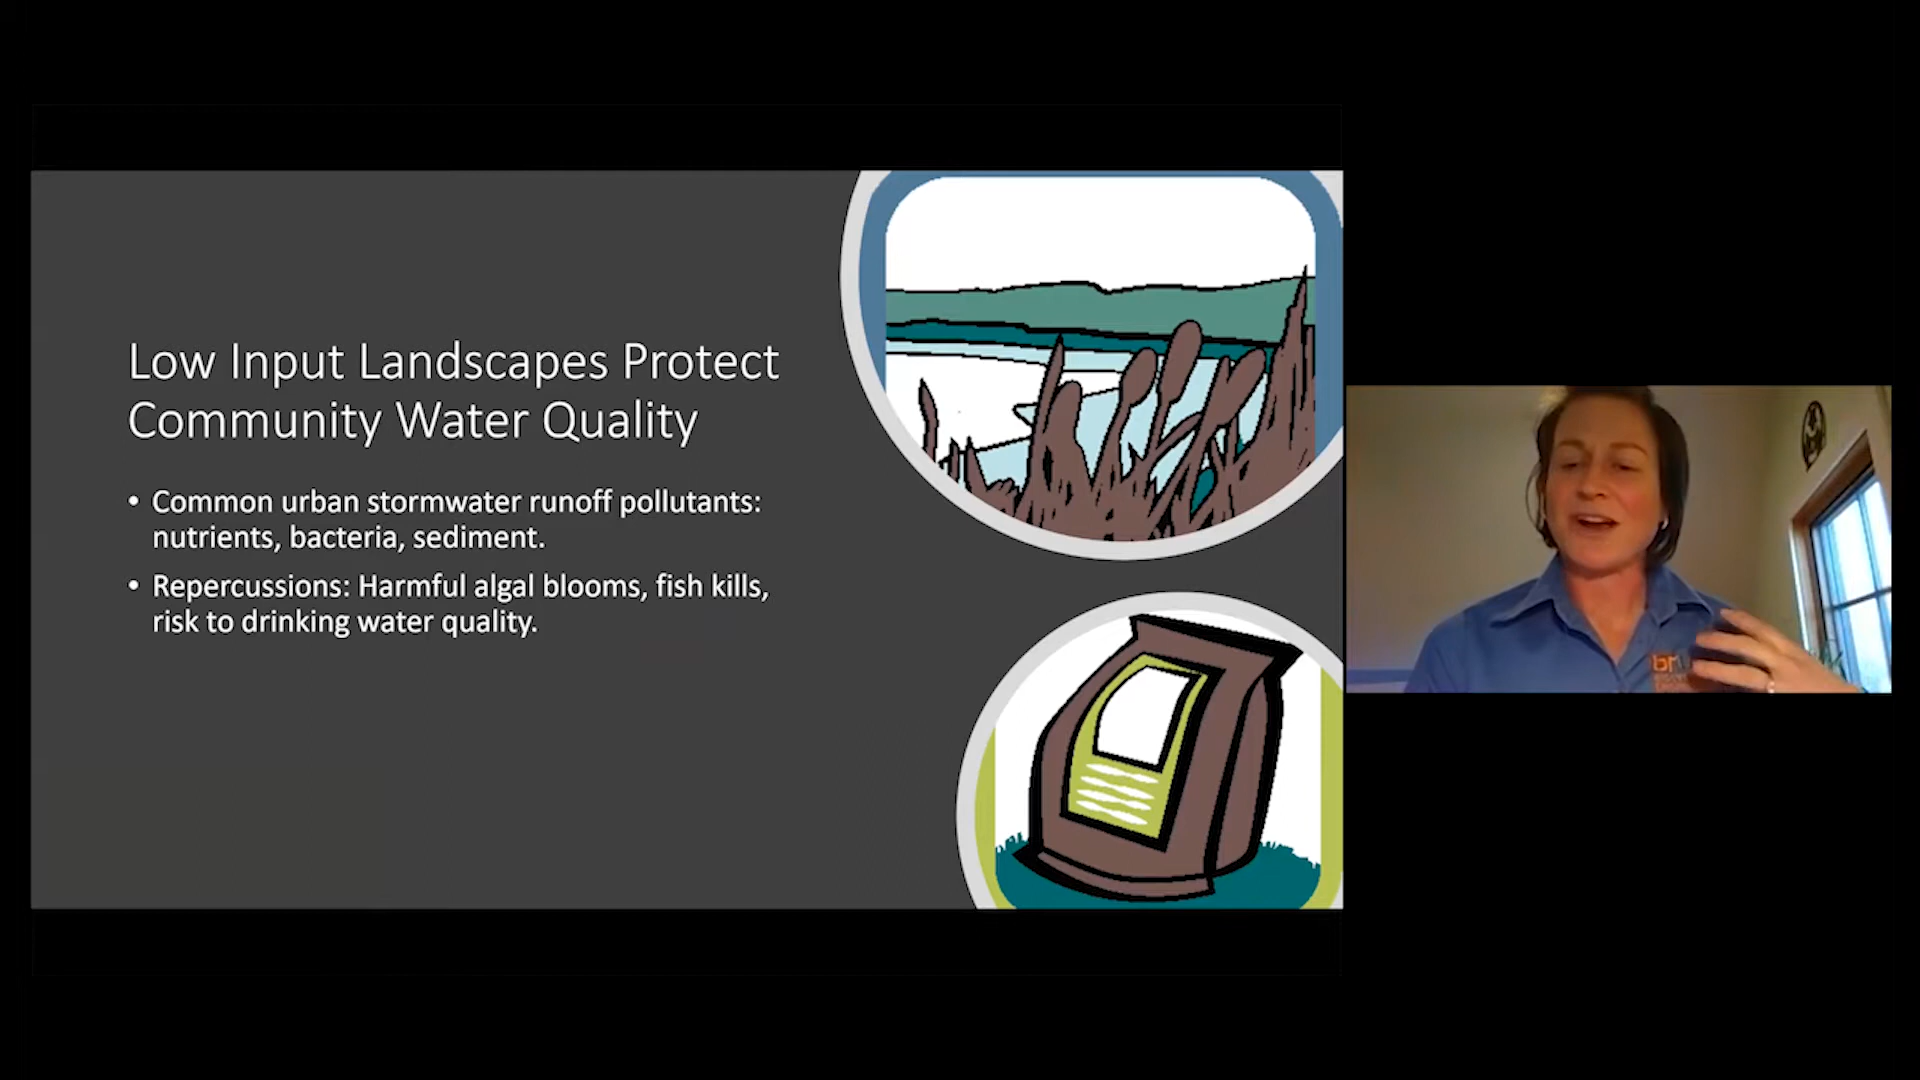 Low Input Landscapes Protect
Community Water Quality
• Common urban stormwater runoff pollutants:
nutrients, bacteria, sediment.
• Repercussions: Harmful algal blooms, fish kills,
risk to drinking water quality.